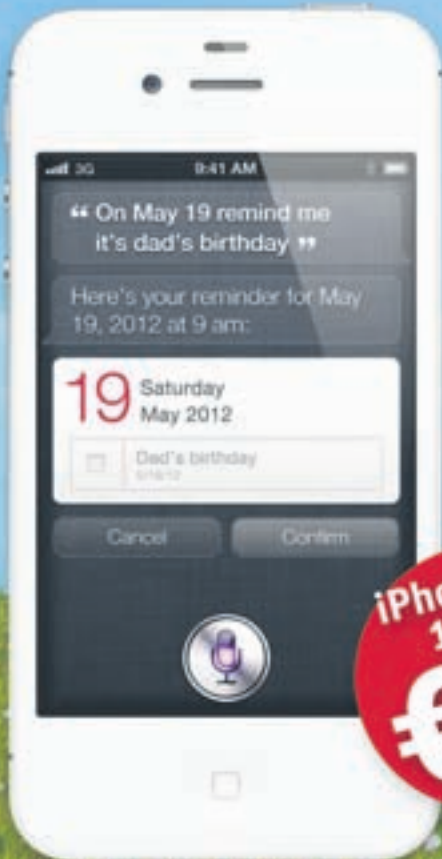 3G 9:41 AM
“ On May 19 remind me
it's dad's birthday ”
Here's your reminder for May
19, 2012 at 9 am:
19 Saturday
May 2012
Dad's birthday
Cancel Confirm
€